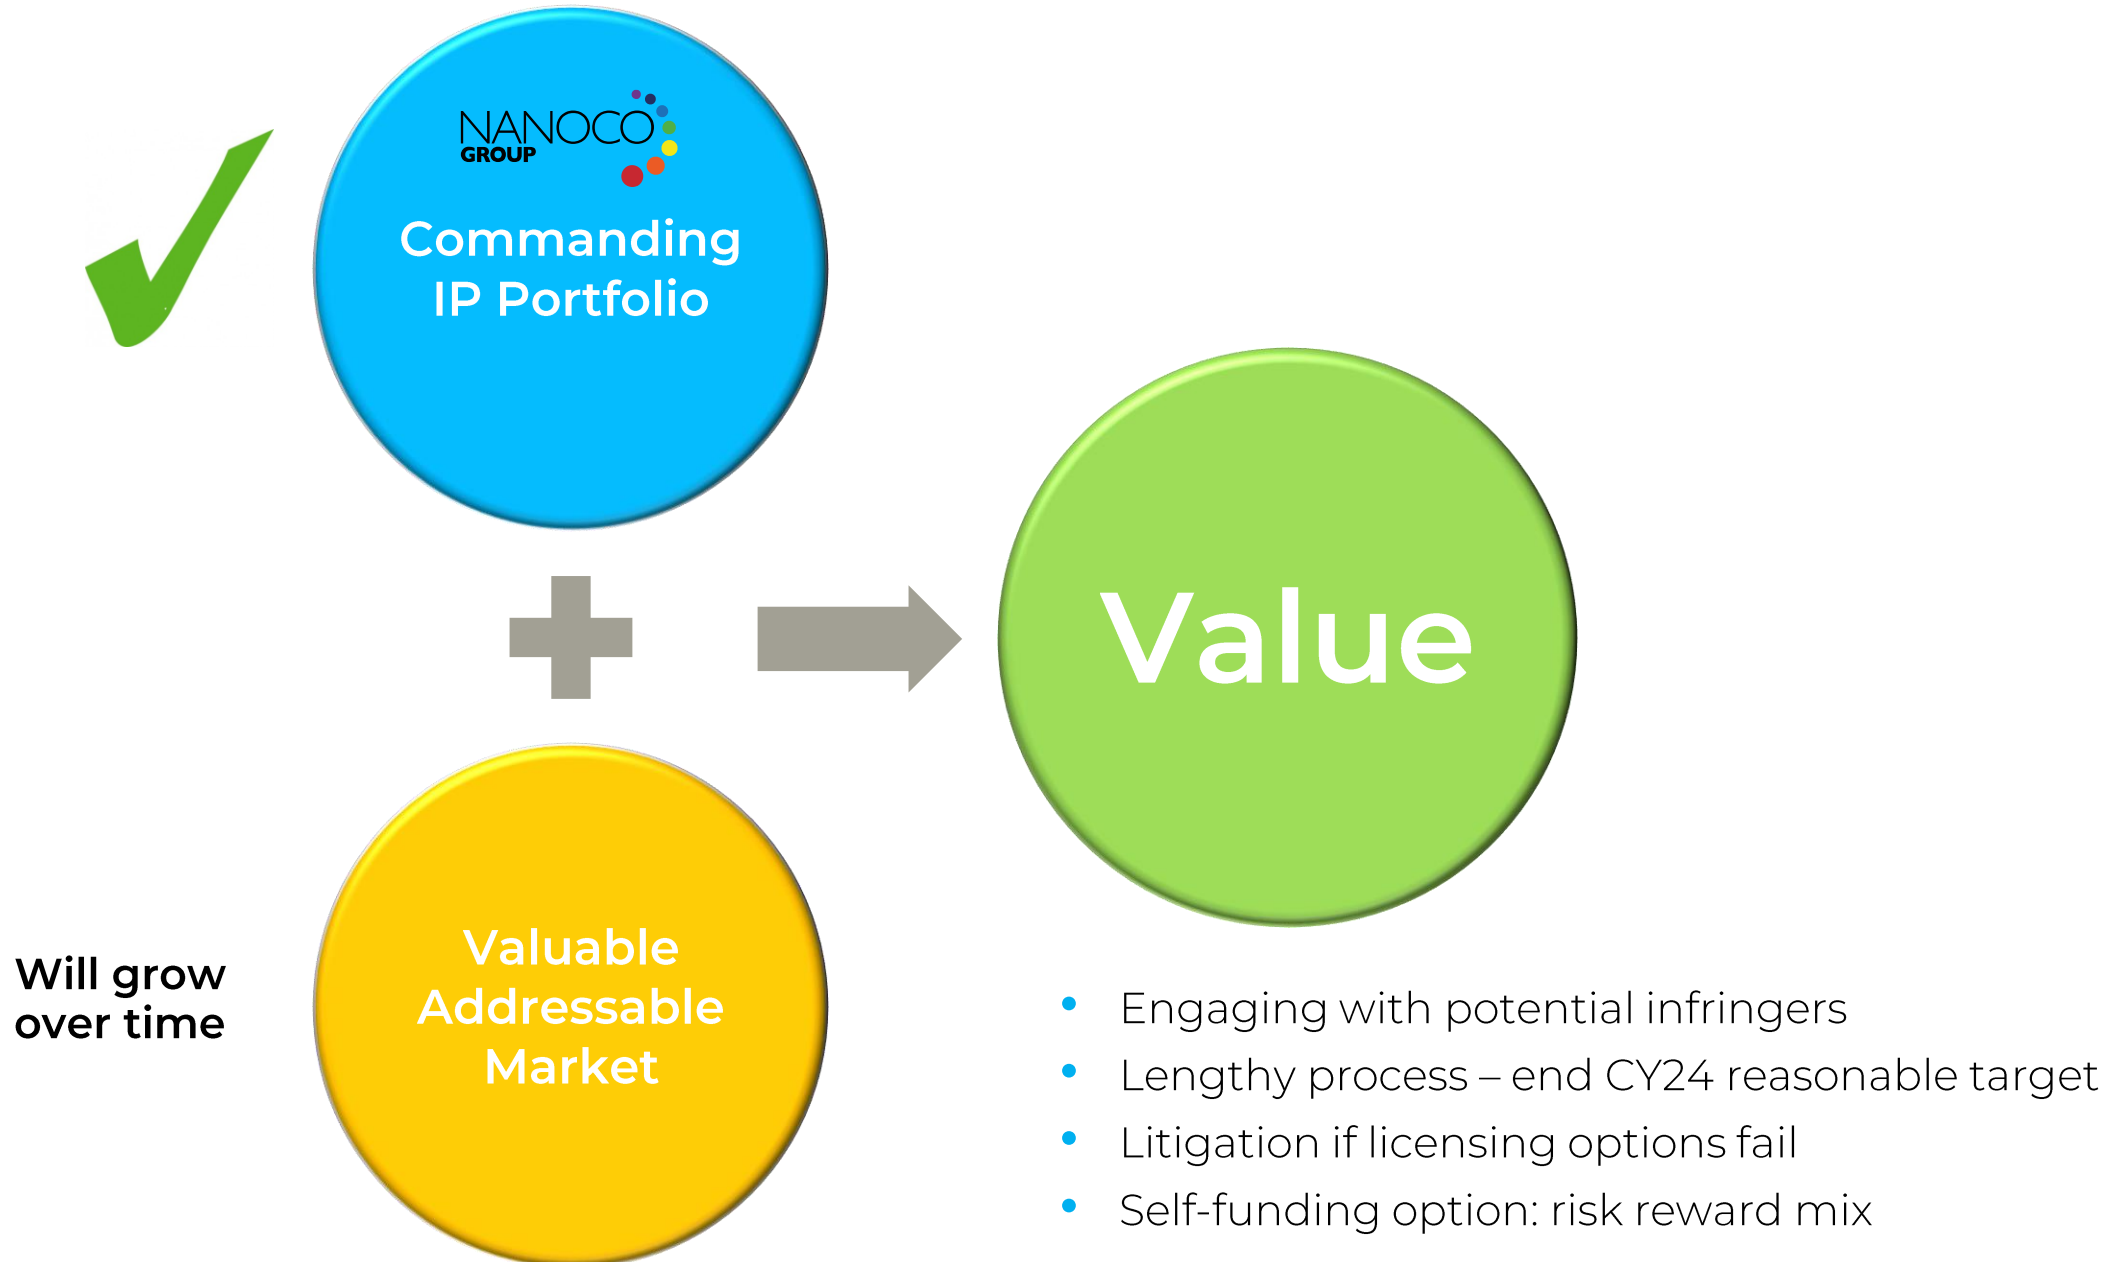 NANOCO
GROUP
Commanding
IP Portfolio
Value
Will grow
over time
Valuable
Addressable
Market
• Engaging with potential infringers
• Lengthy process – end CY24 reasonable target
• Litigation if licensing options fail
• Self-funding option: risk reward mix